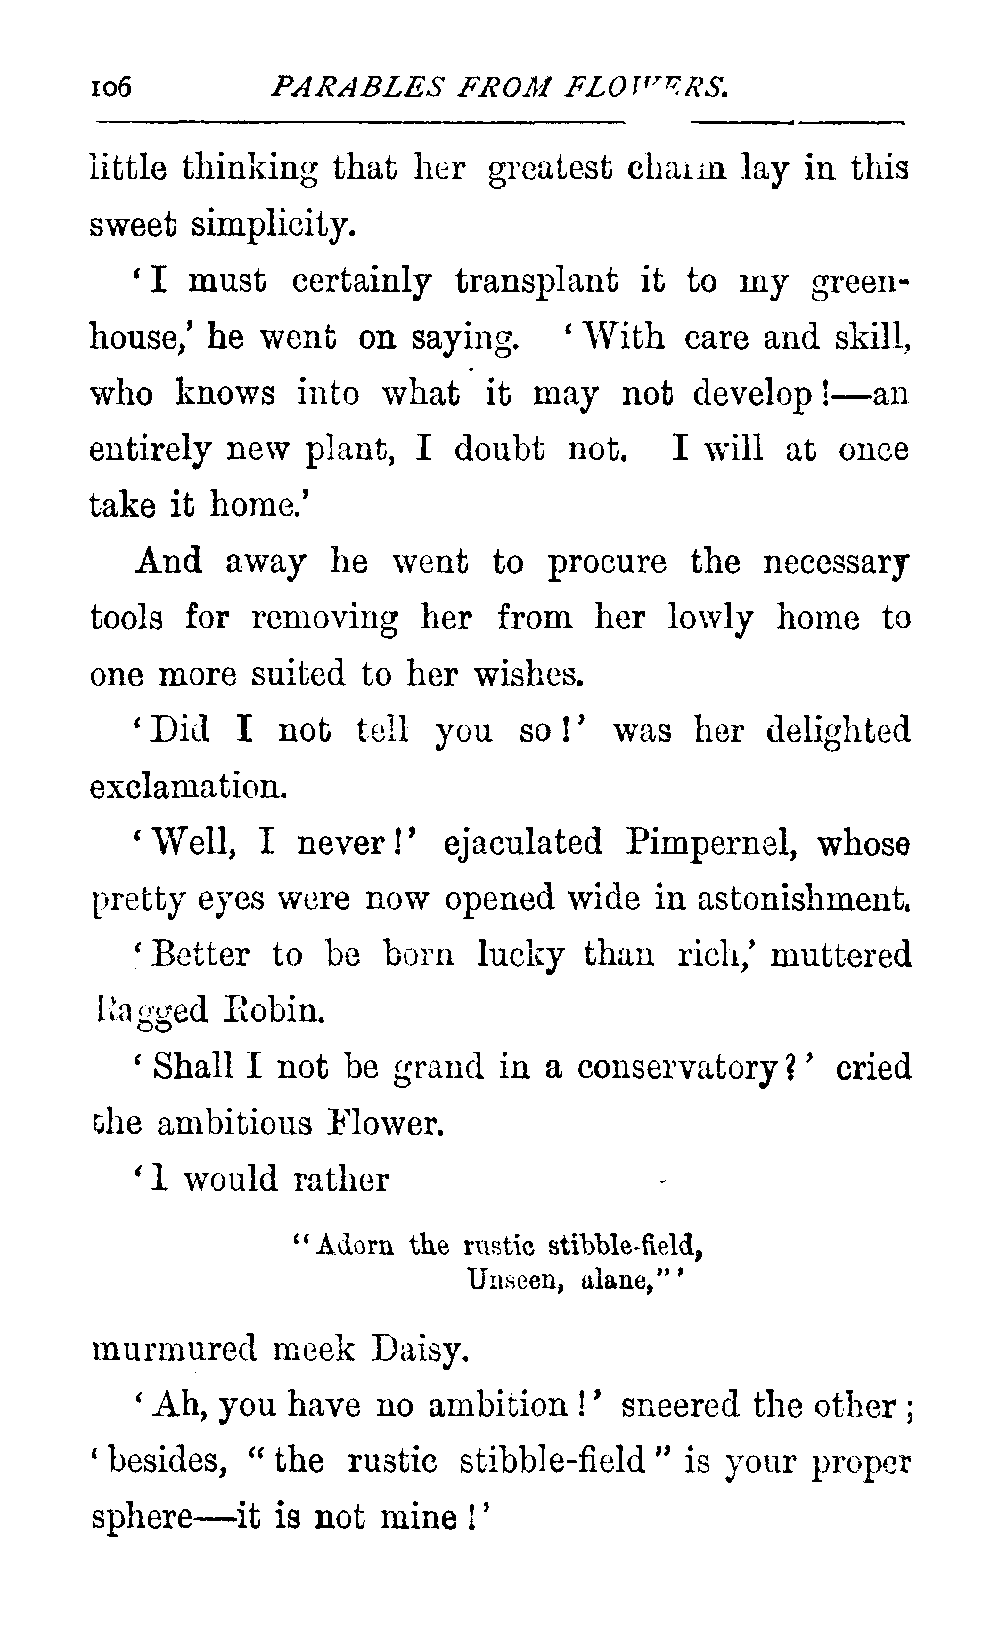 106 PARABLES FROM FLOWERS.
little thinking that her greatest charm lay in this
sweet simplicity.
‘I must certainly transplant it to my green-
house,’ he went on saying. ‘With care and skill,
who knows into what it may not develop!—an
entirely new plant, I doubt not. I will at once
take it home.’
And away he went to procure the necessary
tools for removing her from her lowly home to
one more suited to her wishes.
‘Did I not tell you so!’ was her delighted
exclamation.
‘Well, I never!’ ejaculated Pimpernel, whose
pretty eyes were now opened wide in astonishment.
‘Better to be born lucky than rich,’ muttered
Ragged Robin.
‘Shall I not be grand in a conservatory?’ cried
the ambitious Flower.
‘I would rather
“Adorn the rustic stibble-field,
Unseen, alane,”’
murmured meek Daisy.
‘Ah, you have no ambition!’ sneered the other;
‘besides, “the rustic stibble-field” is your proper
sphere—it is not mine!’